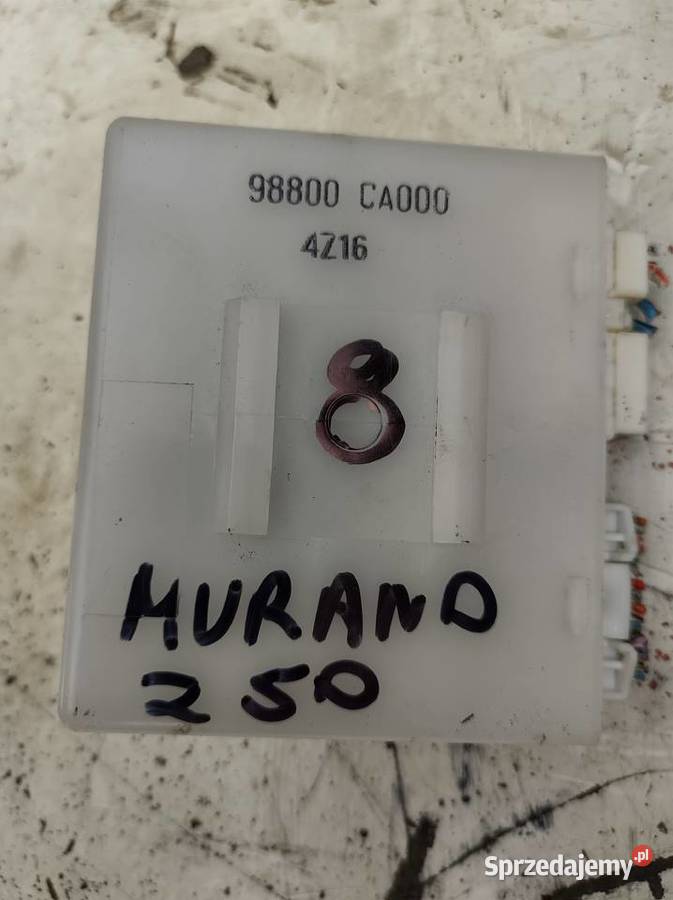 98800 CA000
4Z16
8
MURANO
250
Sprzedajemy.pl